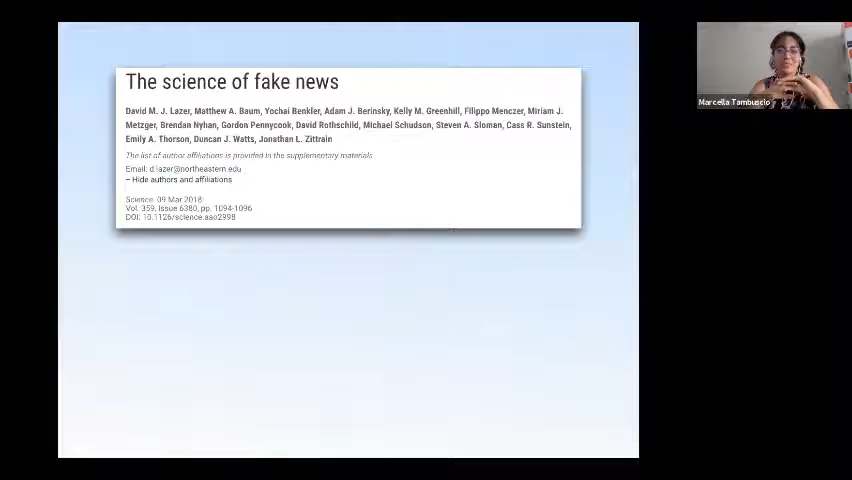 The science of fake news
David M. J. Lazer, Matthew A. Baum, Yochai Benkler, Adam J. Berinsky, Kelly M. Greenhill, Filippo Menczer, Miriam J.
Metzger, Brendan Nyhan, Gordon Pennycook, David Rothschild, Michael Schudson, Steven A. Sloman, Cass R. Sunstein,
Emily A. Thorson, Duncan J. Watts, Jonathan L. Zittrain
The list of author affiliations is provided in the supplementary materials
Email: d.lazer@northeastern.edu
– Hide authors and affiliations
Science 09 Mar 2018:
Vol. 359, Issue 6380, pp. 1094-1096
DOI: 10.1126/science.aao2998
Marcella Tambuscio